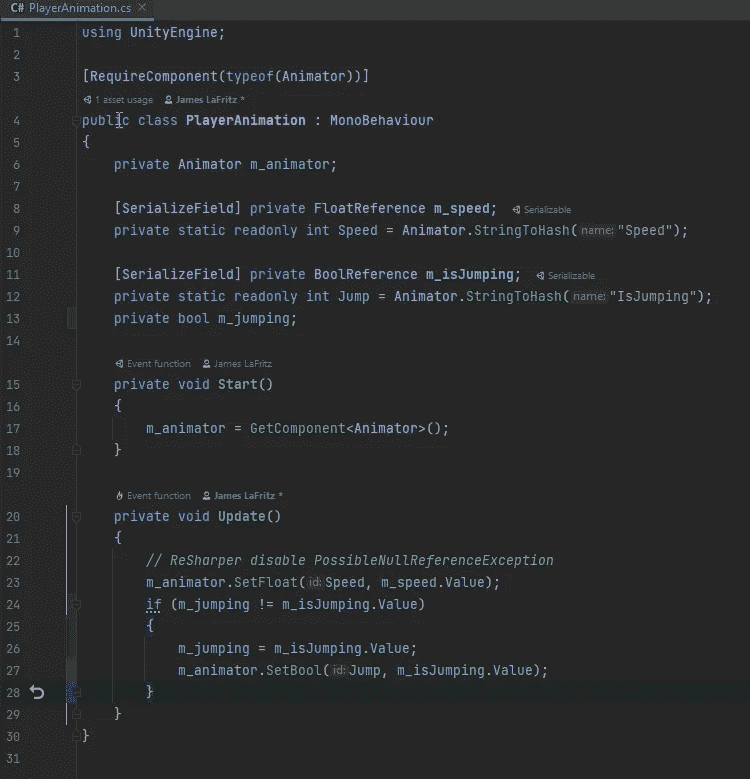 C# PlayerAnimation.cs ×
1 using UnityEngine;
2
3 [RequireComponent(typeof(Animator))]
1 asset usage James LaFritz *
4 public class PlayerAnimation : MonoBehaviour
5 {
6 private Animator m_animator;
7
8 [SerializeField] private FloatReference m_speed; Serializable
9 private static readonly int Speed = Animator.StringToHash( name: "Speed");
10
11 [SerializeField] private BoolReference m_isJumping; Serializable
12 private static readonly int Jump = Animator.StringToHash( name: "IsJumping");
13 private bool m_jumping;
14
Event function James LaFritz
15 private void Start()
16 {
17 m_animator = GetComponent<Animator>();
18 }
19
Event function James LaFritz *
20 private void Update()
21 {
22 // ReSharper disable PossibleNullReferenceException
23 m_animator.SetFloat( id: Speed, m_speed.Value);
24 if (m_jumping != m_isJumping.Value)
25 {
26 m_jumping = m_isJumping.Value;
27 m_animator.SetBool( id: Jump, m_isJumping.Value);
28 }
29 }
30 }
31